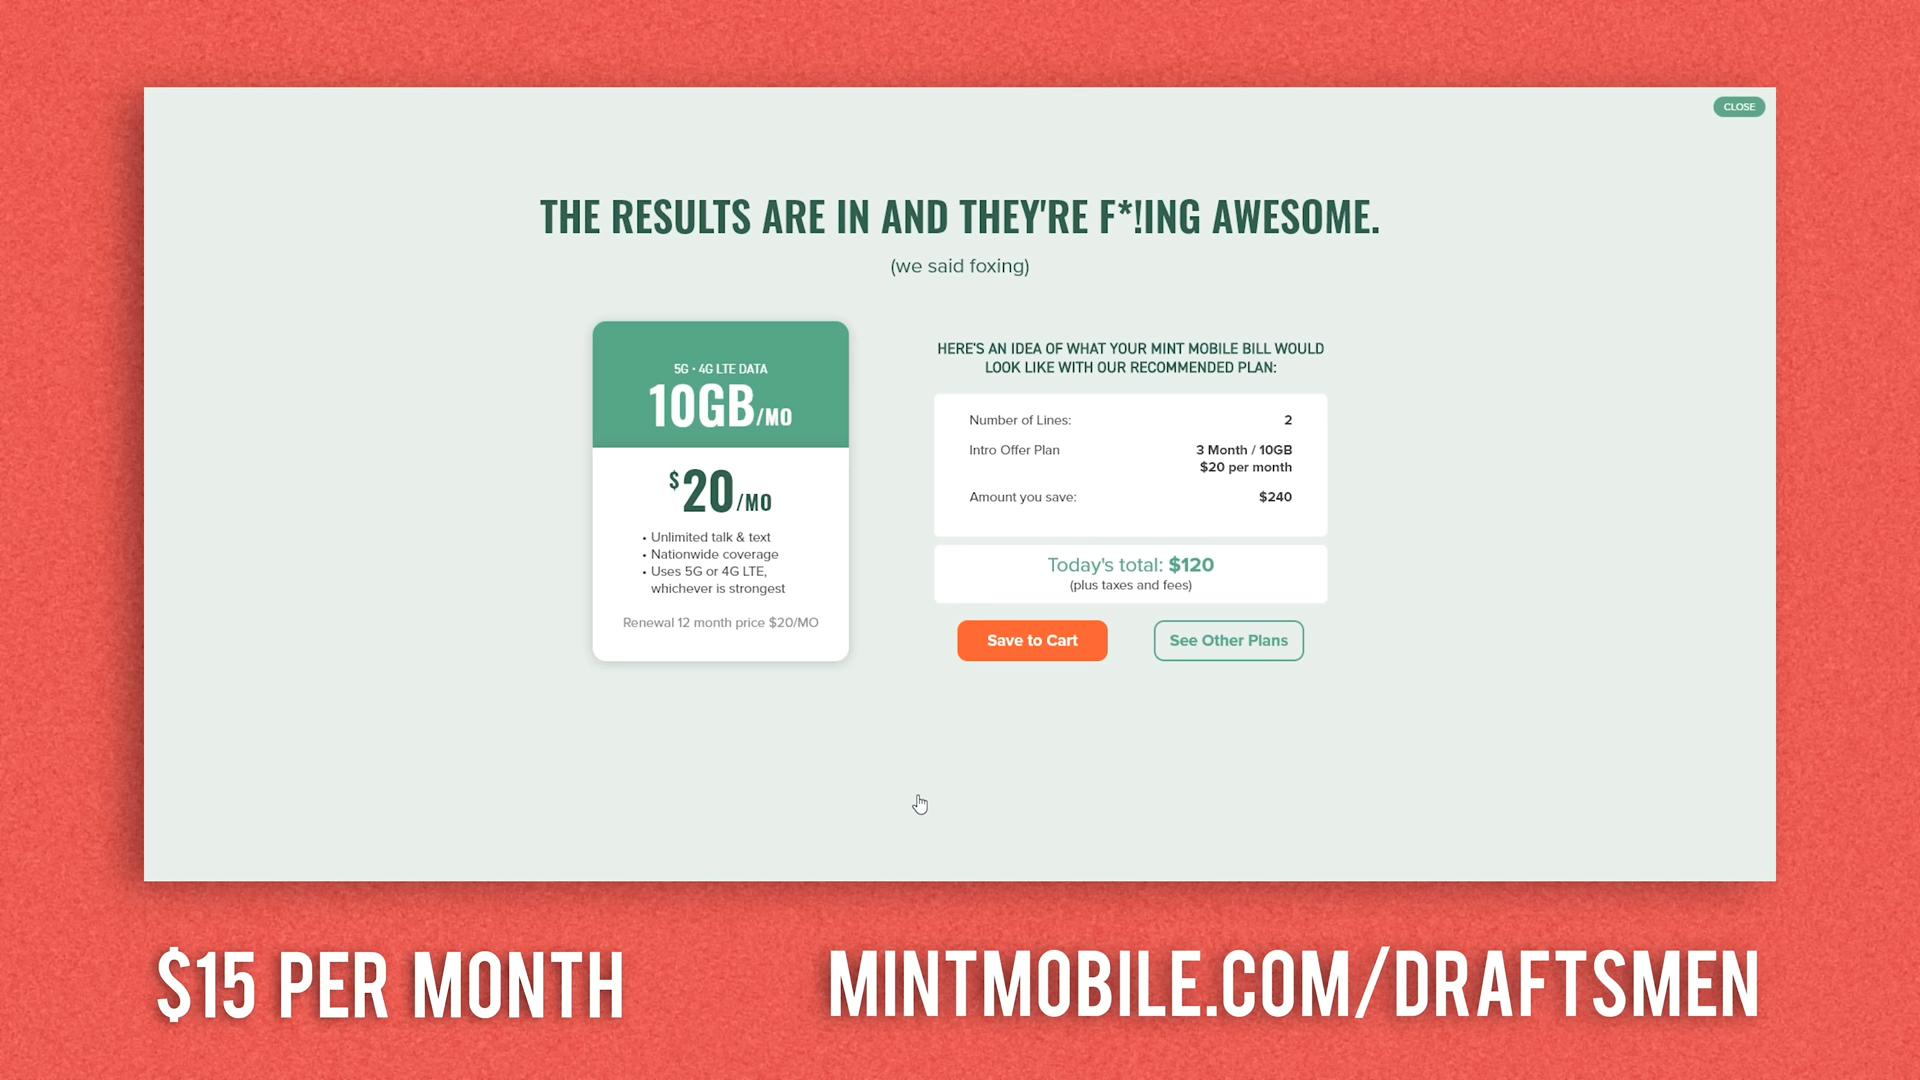 CLOSE
THE RESULTS ARE IN AND THEY'RE F*!ING AWESOME.
(we said foxing)
5G • 4G LTE DATA
10GB/MO
$20/MO
• Unlimited talk & text
• Nationwide coverage
• Uses 5G or 4G LTE,
whichever is strongest
Renewal 12 month price $20/MO
HERE'S AN IDEA OF WHAT YOUR MINT MOBILE BILL WOULD
LOOK LIKE WITH OUR RECOMMENDED PLAN:
Number of Lines: 2
Intro Offer Plan 3 Month / 10GB
$20 per month
Amount you save: $240
Today's total: $120
(plus taxes and fees)
Save to Cart
See Other Plans
$15 PER MONTH
MINTMOBILE.COM/DRAFTSMEN